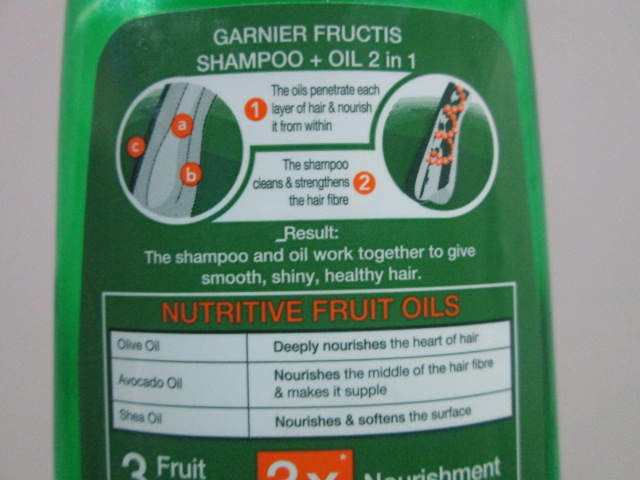 GARNIER FRUCTIS
SHAMPOO + OIL 2 in 1
1
The oils penetrate each
layer of hair & nourish
it from within
a
c
b
The shampoo
cleans & strengthens
the hair fibre
2
Result:
The shampoo and oil work together to give
smooth, shiny, healthy hair.
NUTRITIVE FRUIT OILS
Olive Oil Deeply nourishes the heart of hair
Avocado Oil Nourishes the middle of the hair fibre
& makes it supple
Shea Oil Nourishes & softens the surface
3 Fruit 3x* Nourishment